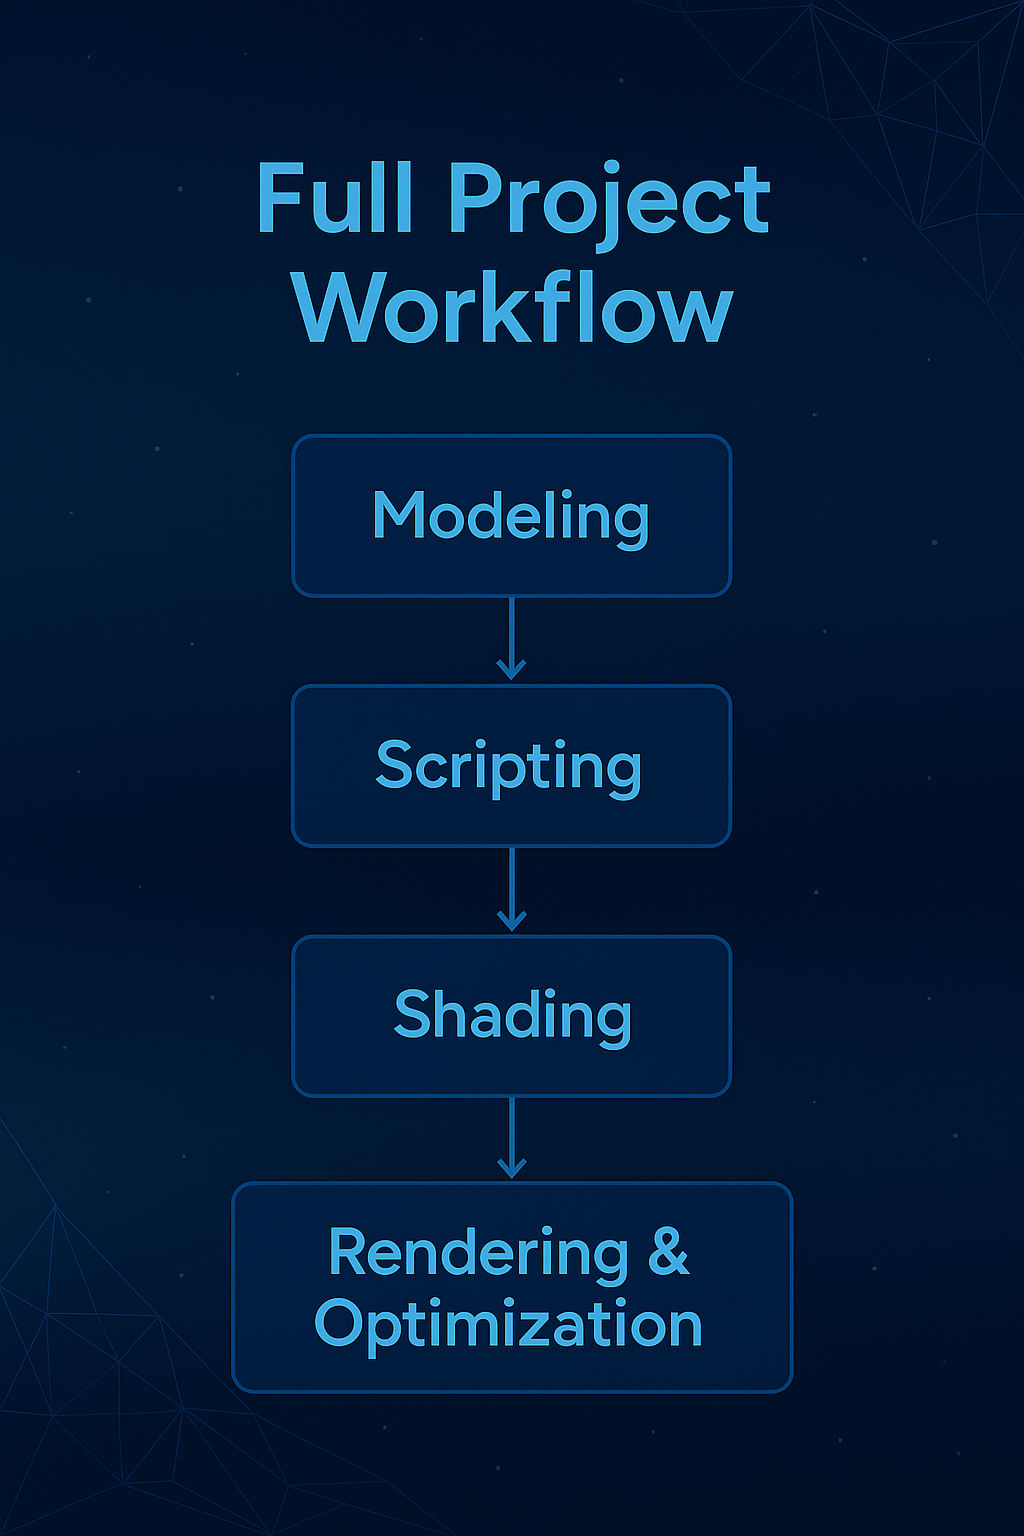 Full Project
Workflow
Modeling
Scripting
Shading
Rendering &
Optimization